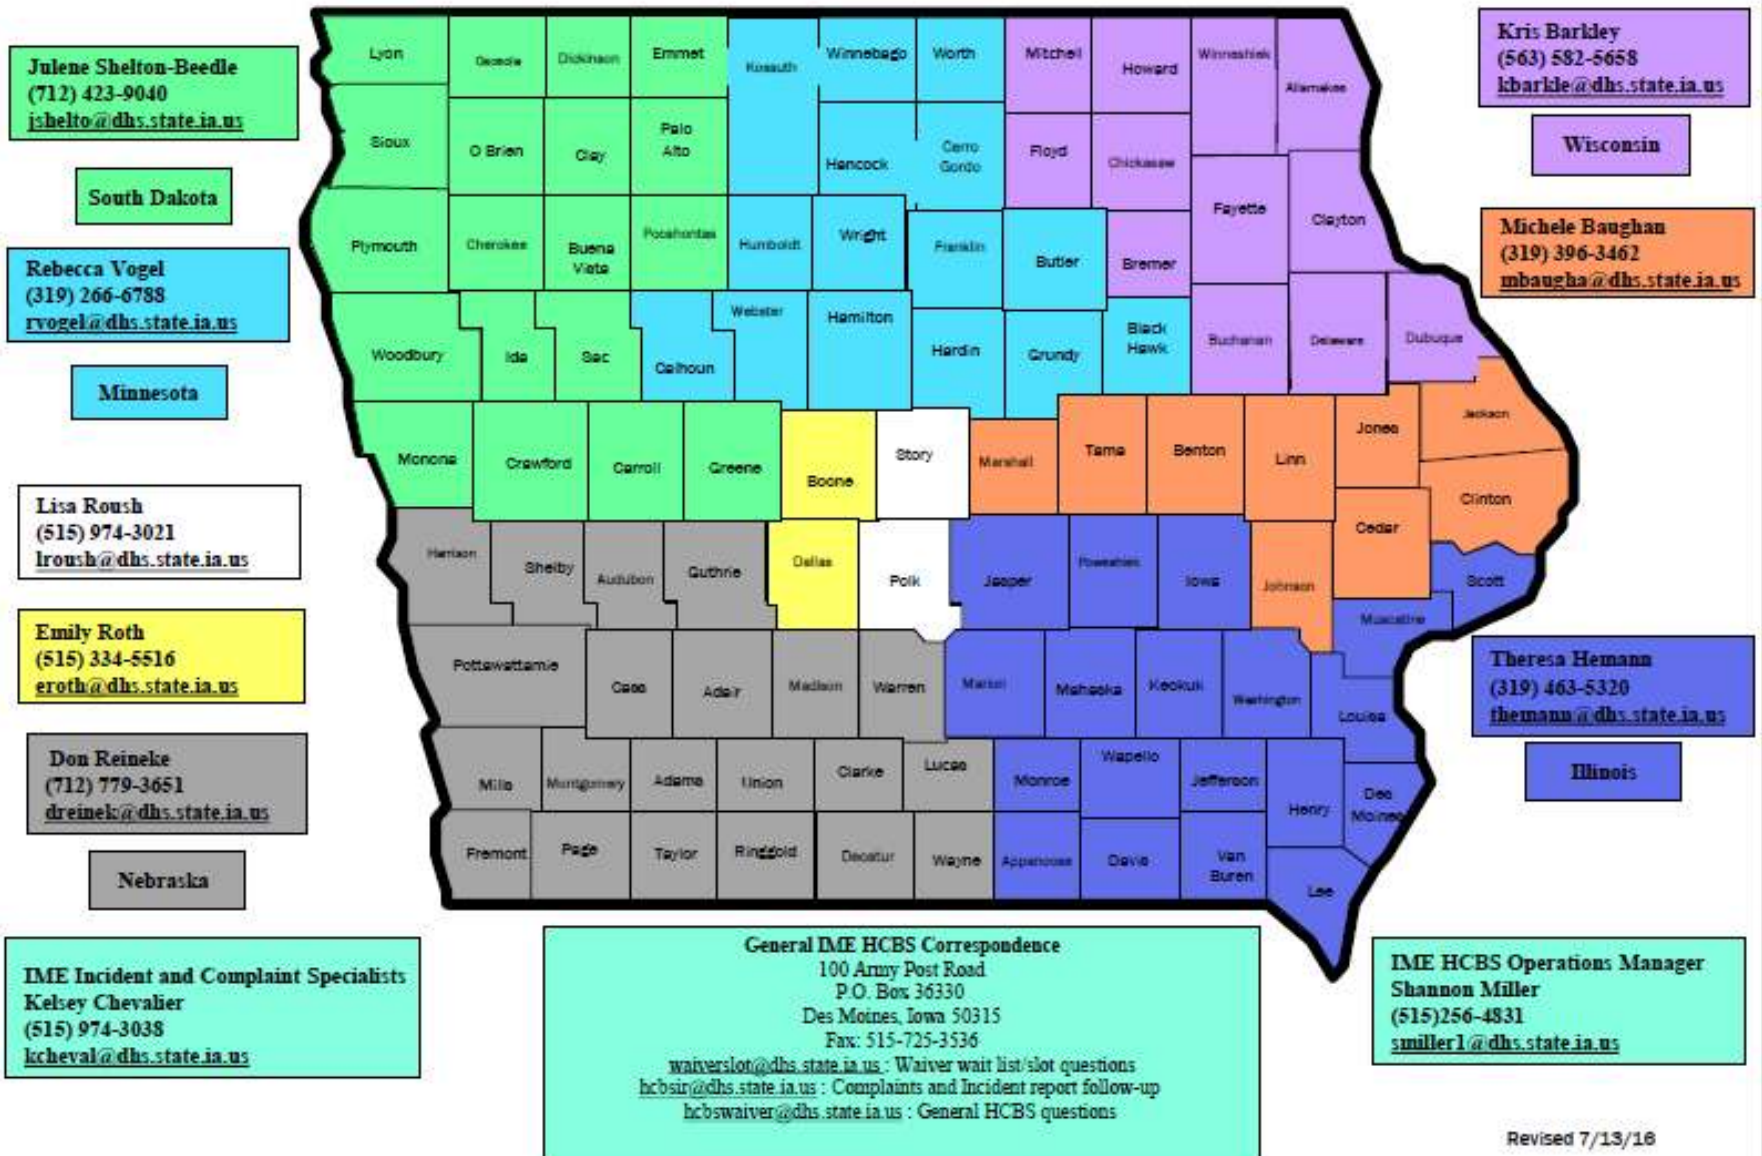 Julene Shelton-Beedle
(712) 423-9040
jshelto@dhs.state.ia.us
South Dakota
Rebecca Vogel
(319) 266-6788
rvogel@dhs.state.ia.us
Minnesota
Lisa Roush
(515) 974-3021
lroush@dhs.state.ia.us
Emily Roth
(515) 334-5516
eroth@dhs.state.ia.us
Don Reineke
(712) 779-3651
dreinek@dhs.state.ia.us
Nebraska
Lyon
Osceola
Dickinson
Emmet
Kossuth
Winnebago
Worth
Mitchell
Howard
Winneshiek
Allamakee
Sioux
O Brien
Clay
Palo
Alto
Hancock
Cerro
Gordo
Floyd
Chickasaw
Fayette
Clayton
Plymouth
Cherokee
Buena
Vista
Pocahontas
Humboldt
Wright
Franklin
Butler
Bremer
Woodbury
Ida
Sac
Calhoun
Webster
Hamilton
Hardin
Grundy
Black
Hawk
Buchanan
Delaware
Dubuque
Monona
Crawford
Carroll
Greene
Boone
Story
Marshall
Tama
Benton
Linn
Jones
Jackson
Clinton
Cedar
Harrison
Shelby
Audubon
Guthrie
Dallas
Polk
Jasper
Poweshiek
Iowa
Johnson
Scott
Muscatine
Pottawattamie
Cass
Adair
Madison
Warren
Marion
Mahaska
Keokuk
Washington
Louisa
Mills
Montgomery
Adams
Union
Clarke
Lucas
Monroe
Wapello
Jefferson
Henry
Des
Moines
Fremont
Page
Taylor
Ringgold
Decatur
Wayne
Appanoose
Davis
Van
Buren
Lee
Kris Barkley
(563) 582-5658
kbarkle@dhs.state.ia.us
Wisconsin
Michele Baughan
(319) 396-3462
mbaugha@dhs.state.ia.us
Theresa Hemann
(319) 463-5320
themann@dhs.state.ia.us
Illinois
IME Incident and Complaint Specialists
Kelsey Chevalier
(515) 974-3038
kcheval@dhs.state.ia.us
General IME HCBS Correspondence
100 Army Post Road
P.O. Box 36330
Des Moines, Iowa 50315
Fax: 515-725-3536
waiverslot@dhs.state.ia.us : Waiver wait list/slot questions
hcbsir@dhs.state.ia.us : Complaints and Incident report follow-up
hcbswaiver@dhs.state.ia.us : General HCBS questions
IME HCBS Operations Manager
Shannon Miller
(515)256-4831
smiller1@dhs.state.ia.us
Revised 7/13/16